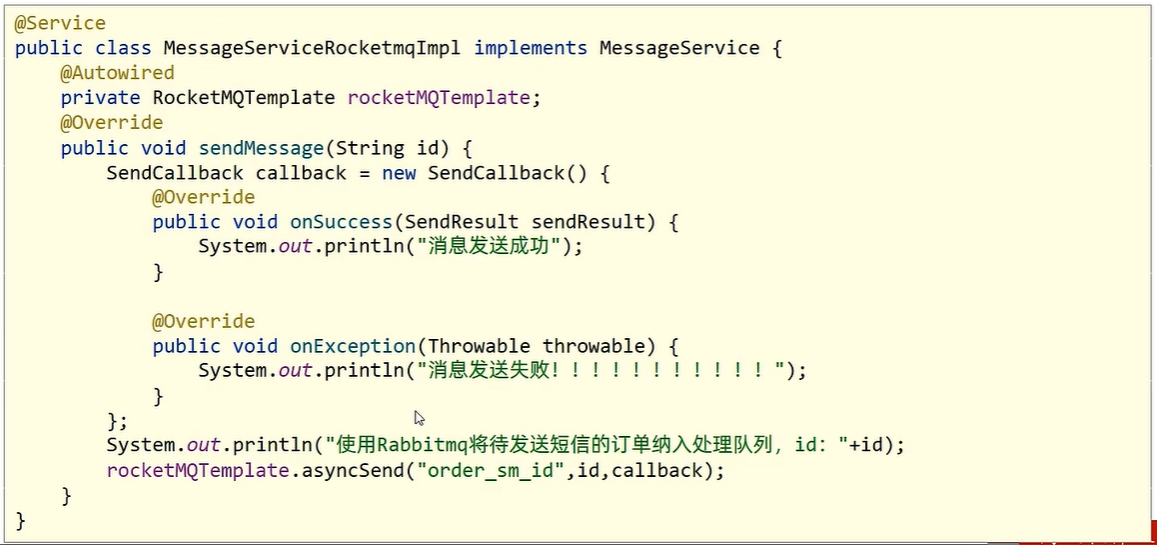 @Service
public class MessageServiceRocketmqImpl implements MessageService {
    @Autowired
    private RocketMQTemplate rocketMQTemplate;
    @Override
    public void sendMessage(String id) {
        SendCallback callback = new SendCallback() {
            @Override
            public void onSuccess(SendResult sendResult) {
                System.out.println("消息发送成功");
            }

            @Override
            public void onException(Throwable throwable) {
                System.out.println("消息发送失败！！！！！！！！！！！");
            }
        };
        System.out.println("使用Rabbitmq将待发送短信的订单纳入处理队列，id："+id);
        rocketMQTemplate.asyncSend("order_sm_id",id,callback);
    }
}